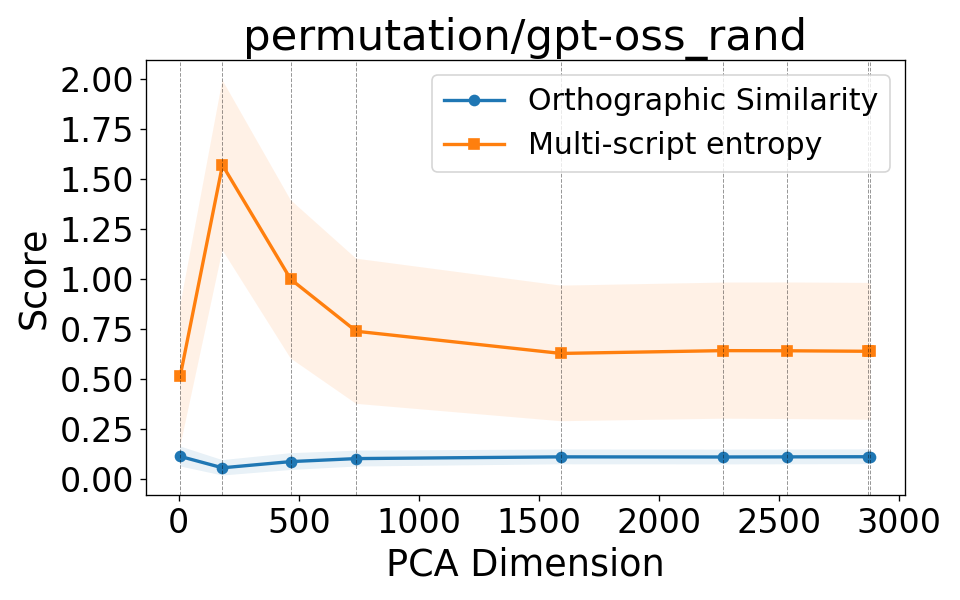 permutation/gpt-oss_rand
Orthographic Similarity
Multi-script entropy
Score
2.00
1.75
1.50
1.25
1.00
0.75
0.50
0.25
0.00
0 500 1000 1500 2000 2500 3000
PCA Dimension